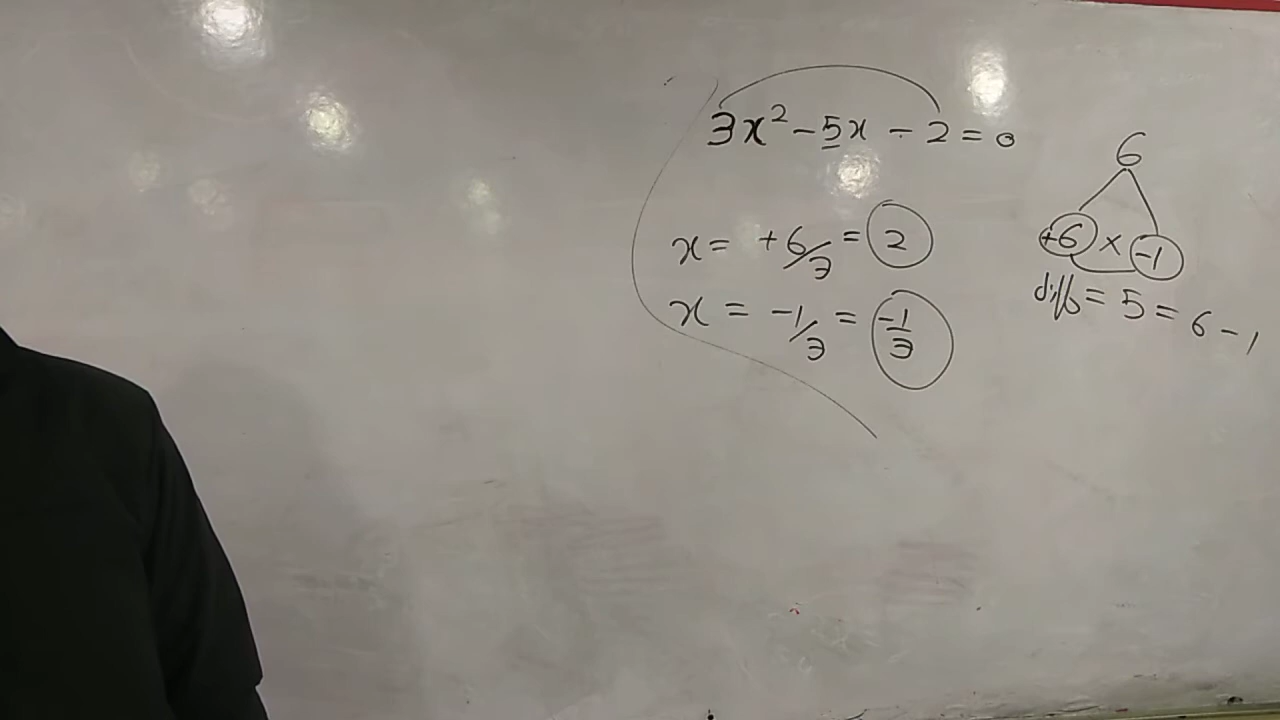 3x² - 5x - 2 = 0
x = +6/3 = 2
x = -1/3 = -1/3
6
+6 × -1
diff = 5 = 6 - 1